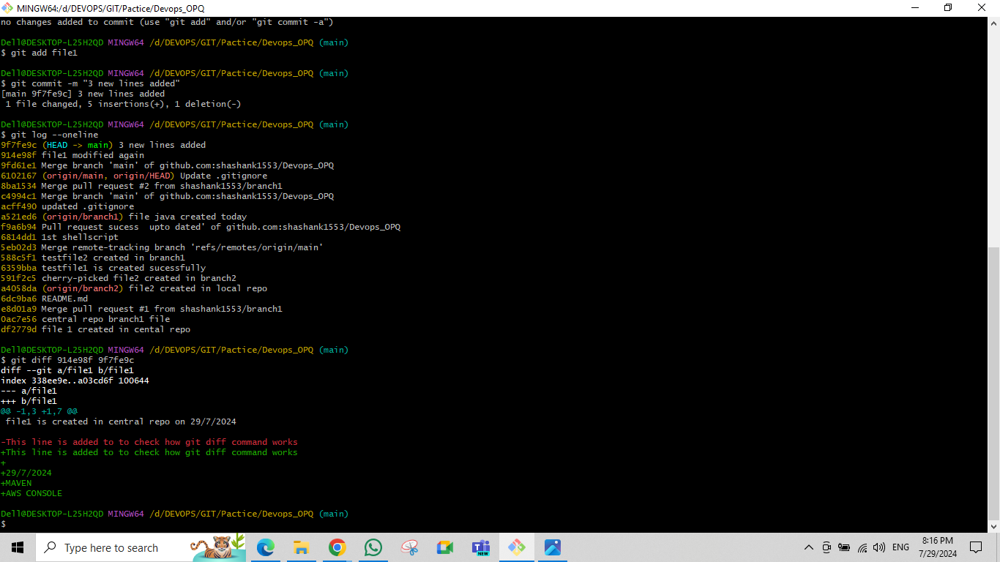 MINGW64:/d/DEVOPS/GIT/Pactice/Devops_OPQ
no changes added to commit (use "git add" and/or "git commit -a")
Dell@DESKTOP-L25H2QD MINGW64 /d/DEVOPS/GIT/Pactice/Devops_OPQ (main)
$ git add file1
Dell@DESKTOP-L25H2QD MINGW64 /d/DEVOPS/GIT/Pactice/Devops_OPQ (main)
$ git commit -m "3 new lines added"
[main 9f7fe9c] 3 new lines added
 1 file changed, 5 insertions(+), 1 deletion(-)
Dell@DESKTOP-L25H2QD MINGW64 /d/DEVOPS/GIT/Pactice/Devops_OPQ (main)
$ git log --oneline
9f7fe9c (HEAD -> main) 3 new lines added
914e98f file1 modified again
9fd61e1 Merge branch 'main' of github.com:shashank1553/Devops_OPQ
6102167 (origin/main, origin/HEAD) Update .gitignore
8ba1534 Merge pull request #2 from shashank1553/branch1
c4994c1 Merge branch 'main' of github.com:shashank1553/Devops_OPQ
acff490 updated .gitignore
a521ed6 (origin/branch1) file java created today
f9a6b94 Pull request sucess  upto dated' of github.com:shashank1553/Devops_OPQ
6814dd1 1st shellscript
5eb02d3 Merge remote-tracking branch 'refs/remotes/origin/main'
588c5f1 testfile2 created in branch1
6359bba testfile1 is created sucessfully
591f2c5 cherry-picked file2 created in branch2
a4058da (origin/branch2) file2 created in local repo
6dc9ba6 README.md
e8d01a9 Merge pull request #1 from shashank1553/branch1
0ac7e56 central repo branch1 file
df2779d file 1 created in cental repo
Dell@DESKTOP-L25H2QD MINGW64 /d/DEVOPS/GIT/Pactice/Devops_OPQ (main)
$ git diff 914e98f 9f7fe9c
diff --git a/file1 b/file1
index 338ee9e..a03cd6f 100644
--- a/file1
+++ b/file1
@@ -1,3 +1,7 @@
 file1 is created in central repo on 29/7/2024
-This line is added to to check how git diff command works
+This line is added to to check how git diff command works
+
+29/7/2024
+MAVEN
+AWS CONSOLE
Dell@DESKTOP-L25H2QD MINGW64 /d/DEVOPS/GIT/Pactice/Devops_OPQ (main)
$
Type here to search
NEW
ENG
8:16 PM
7/29/2024